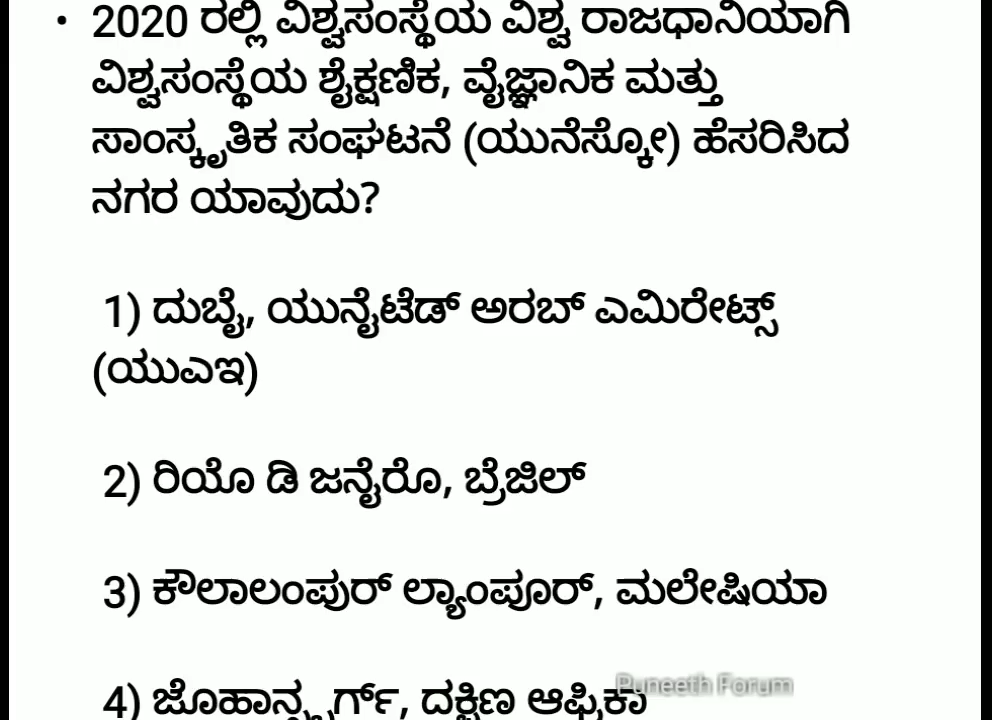 • 2020 ರಲ್ಲಿ ವಿಶ್ವಸಂಸ್ಥೆಯ ವಿಶ್ವ ರಾಜಧಾನಿಯಾಗಿ
ವಿಶ್ವಸಂಸ್ಥೆಯ ಶೈಕ್ಷಣಿಕ, ವೈಜ್ಞಾನಿಕ ಮತ್ತು
ಸಾಂಸ್ಕೃತಿಕ ಸಂಘಟನೆ (ಯುನೆಸ್ಕೋ) ಹೆಸರಿಸಿದ
ನಗರ ಯಾವುದು?
1) ದುಬೈ, ಯುನೈಟೆಡ್ ಅರಬ್ ಎಮಿರೇಟ್ಸ್
(ಯುಎಇ)
2) ರಿಯೊ ಡಿ ಜನೈರೊ, ಬ್ರೆಜಿಲ್
3) ಕೌಲಾಲಂಪುರ್ ಲ್ಯಾಂಪೂರ್, ಮಲೇಷಿಯಾ
4) ಜೊಹಾನ್ಸ್ಬರ್ಗ್, ದಕ್ಷಿಣ ಆಫ್ರಿಕಾ
Puneeth Forum